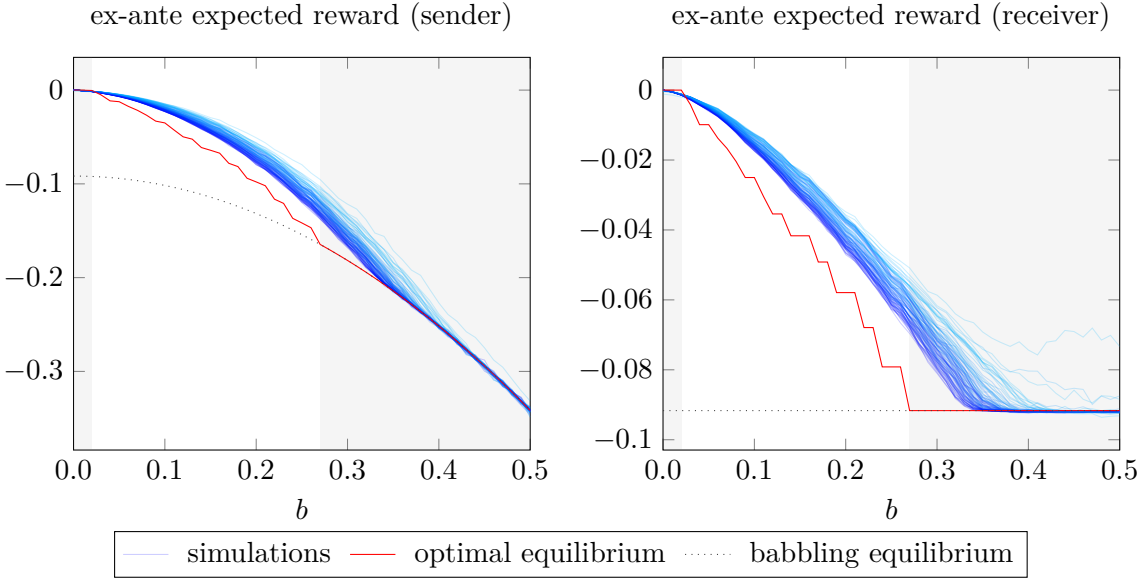 ex-ante expected reward (sender)
0
−0.1
−0.2
−0.3
0.0 0.1 0.2 0.3 0.4 0.5
b
ex-ante expected reward (receiver)
0
−0.02
−0.04
−0.06
−0.08
−0.1
0.0 0.1 0.2 0.3 0.4 0.5
b
simulations optimal equilibrium babbling equilibrium